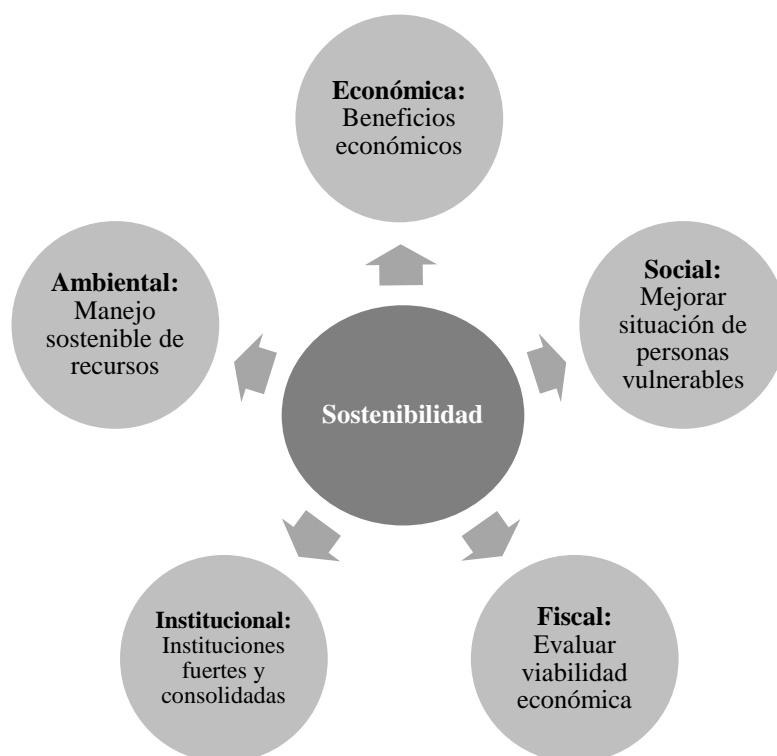 Económica:
Beneficios
económicos
Ambiental:
Manejo
sostenible de
recursos
Social:
Mejorar
situación de
personas
vulnerables
Sostenibilidad
Institucional:
Instituciones
fuertes y
consolidadas
Fiscal:
Evaluar
viabilidad
económica